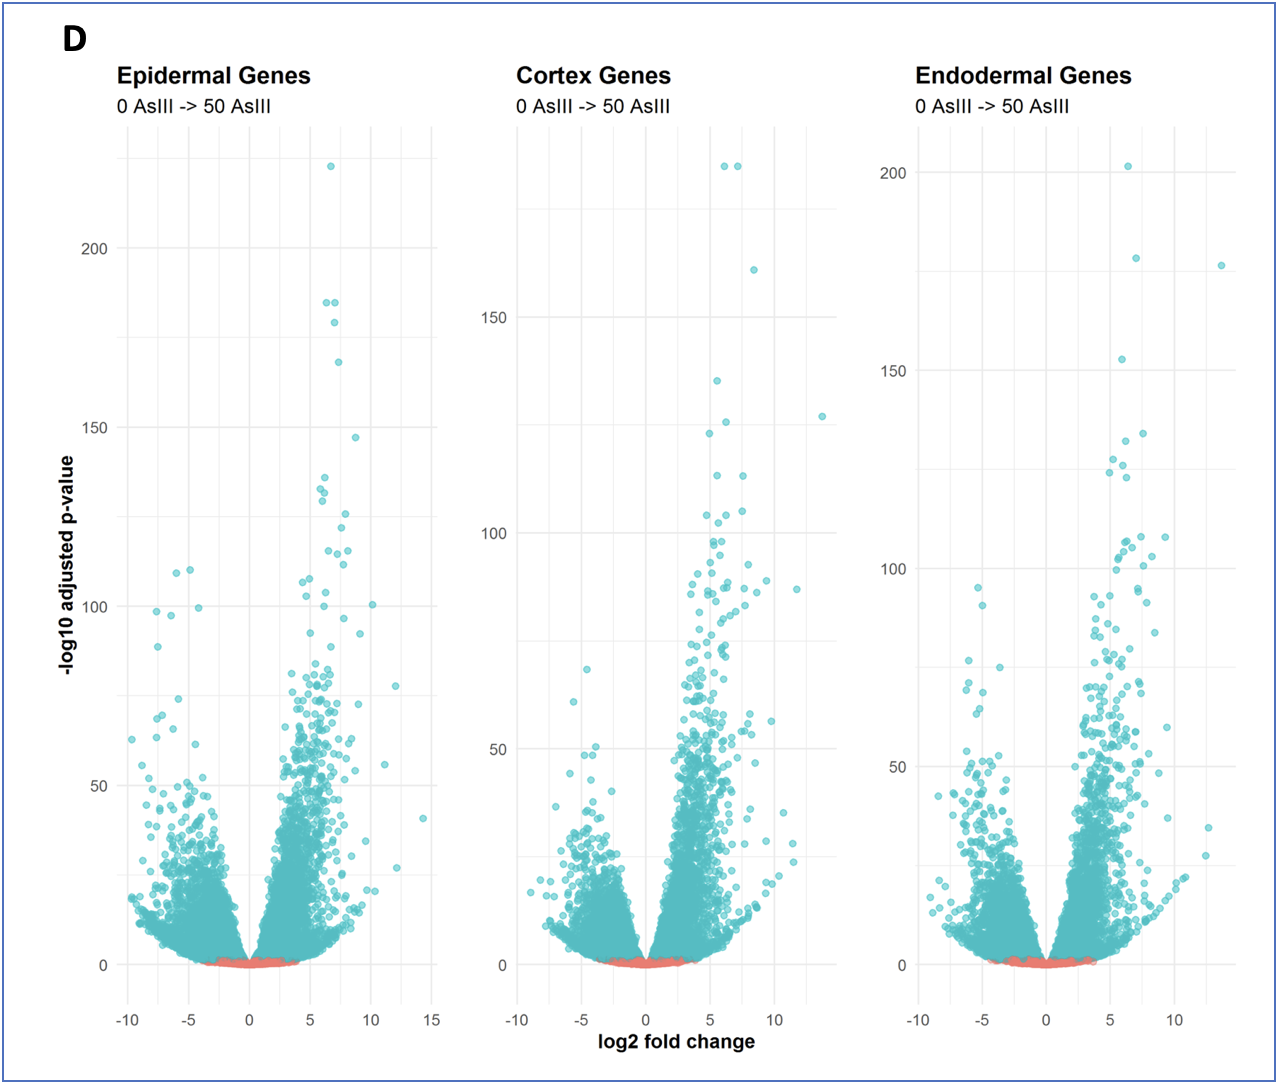 D
Epidermal Genes
0 AsIII -> 50 AsIII
Cortex Genes
0 AsIII -> 50 AsIII
Endodermal Genes
0 AsIII -> 50 AsIII
-log10 adjusted p-value
200
150
100
50
0
-10 -5 0 5 10 15
150
100
50
0
-10 -5 0 5 10
200
150
100
50
0
-10 -5 0 5 10
log2 fold change